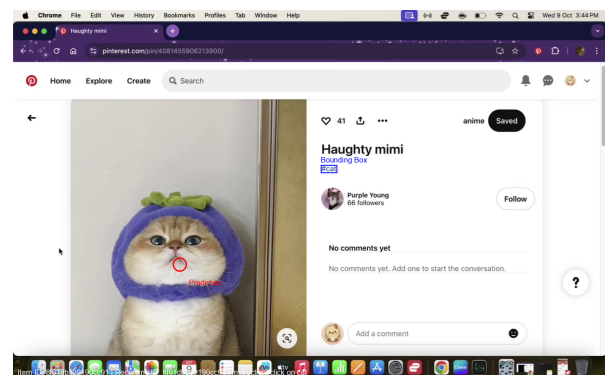 Chrome File Edit View History Bookmarks Profiles Tab Window Help
Wed 9 Oct 3:44 PM
Haughty mimi
pinterest.com/pin/4081455906213900/
Home Explore Create Search
41
anime Saved
Haughty mimi
Bounding Box
#cat
Purple Young
66 followers
Follow
No comments yet
No comments yet. Add one to start the conversation.
?
Add a comment